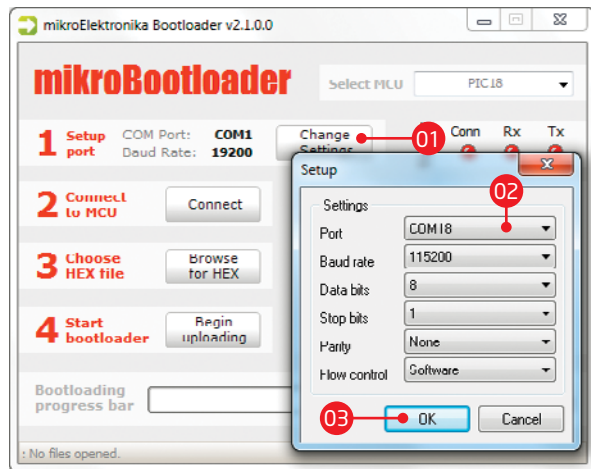 mikroElektronika Bootloader v2.1.0.0
mikroBootloader
Select MCU PIC18
1 Setup port COM Port: COM1 Baud Rate: 19200 Change Settings 01 Conn Rx Tx
Setup
02
Settings
Port COM18
Baud rate 115200
Data bits 8
Stop bits 1
Parity None
Flow control Software
03 OK Cancel
2 Connect to MCU Connect
3 Choose HEX file Browse for HEX
4 Start bootloader Begin uploading
Bootloading progress bar
: No files opened.